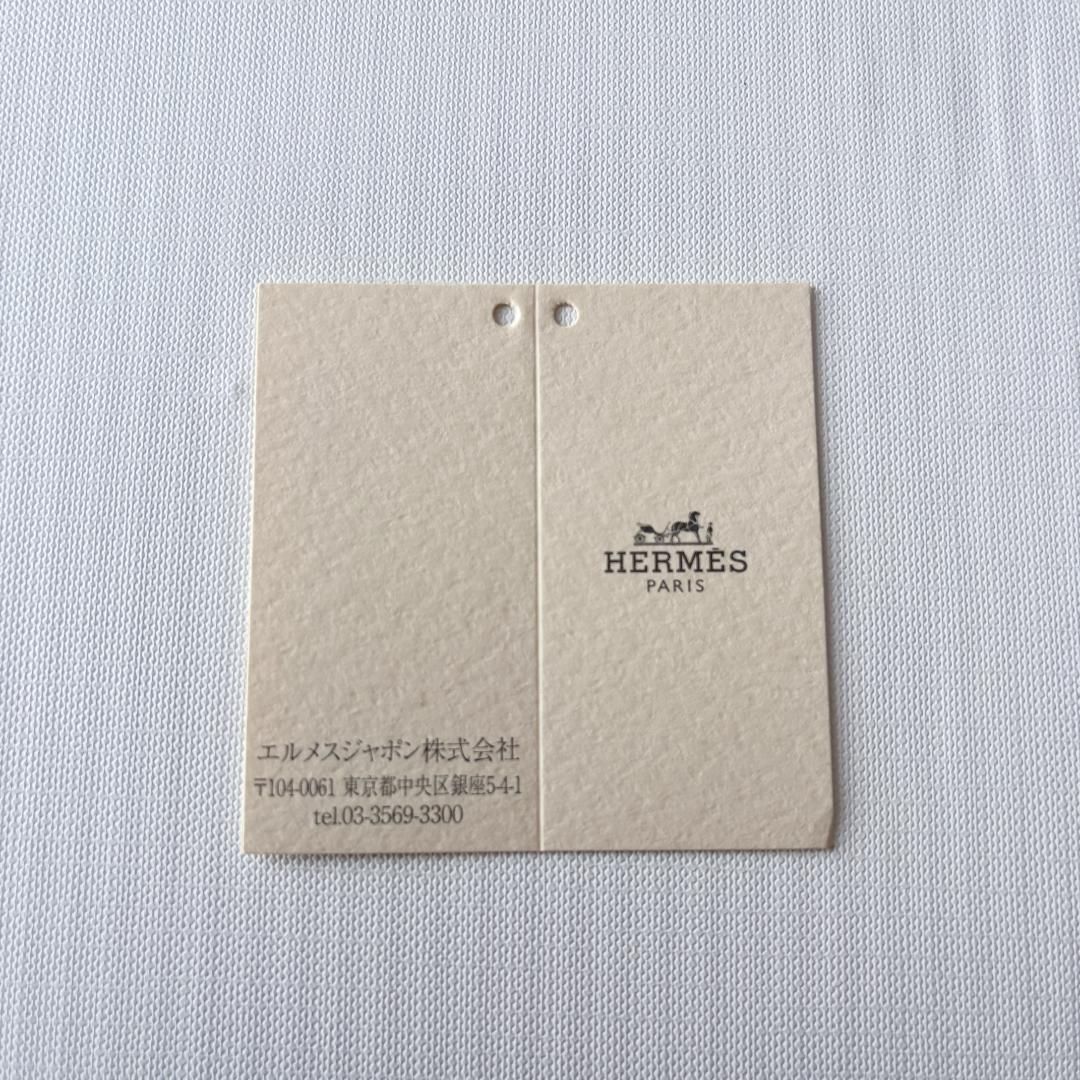 エルメスジャポン株式会社
〒104-0061 東京都中央区銀座5-4-1
tel.03-3569-3300
HERMÈS
PARIS